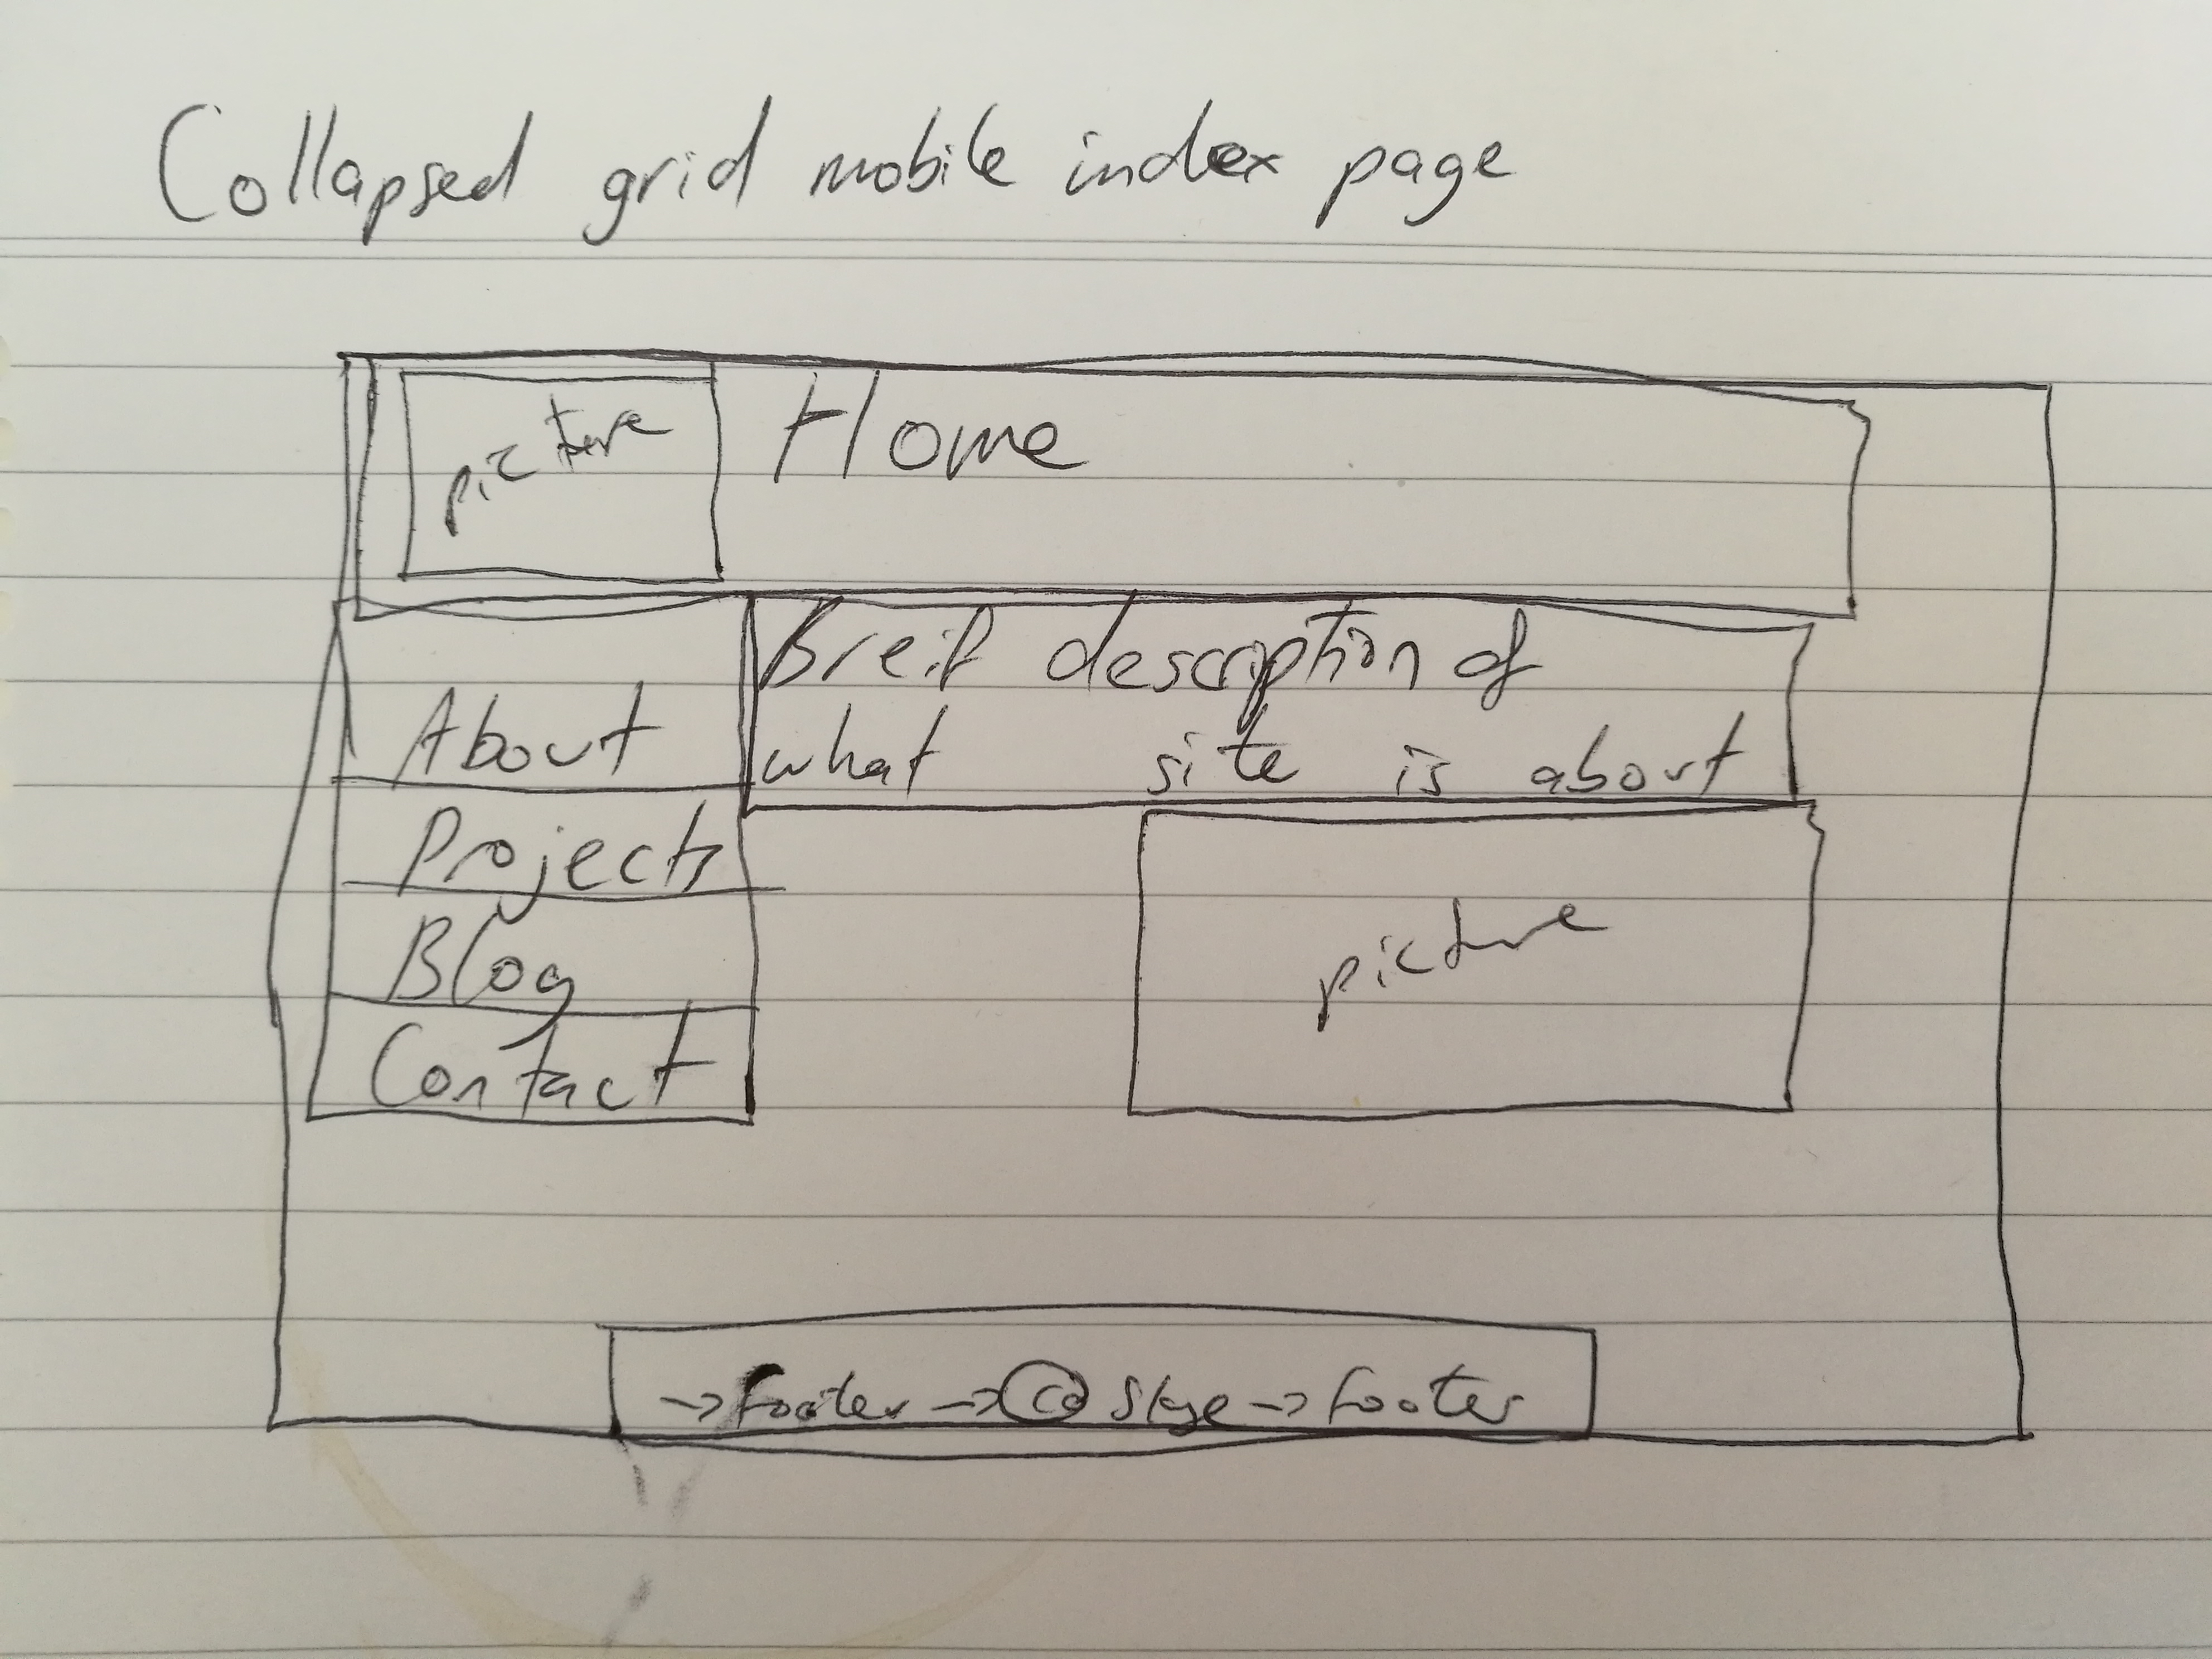 Collapsed grid mobile index page
picture
Home
Breif description of
what site is about
About
Projects
Blog
Contact
picture
→ footer → → footer